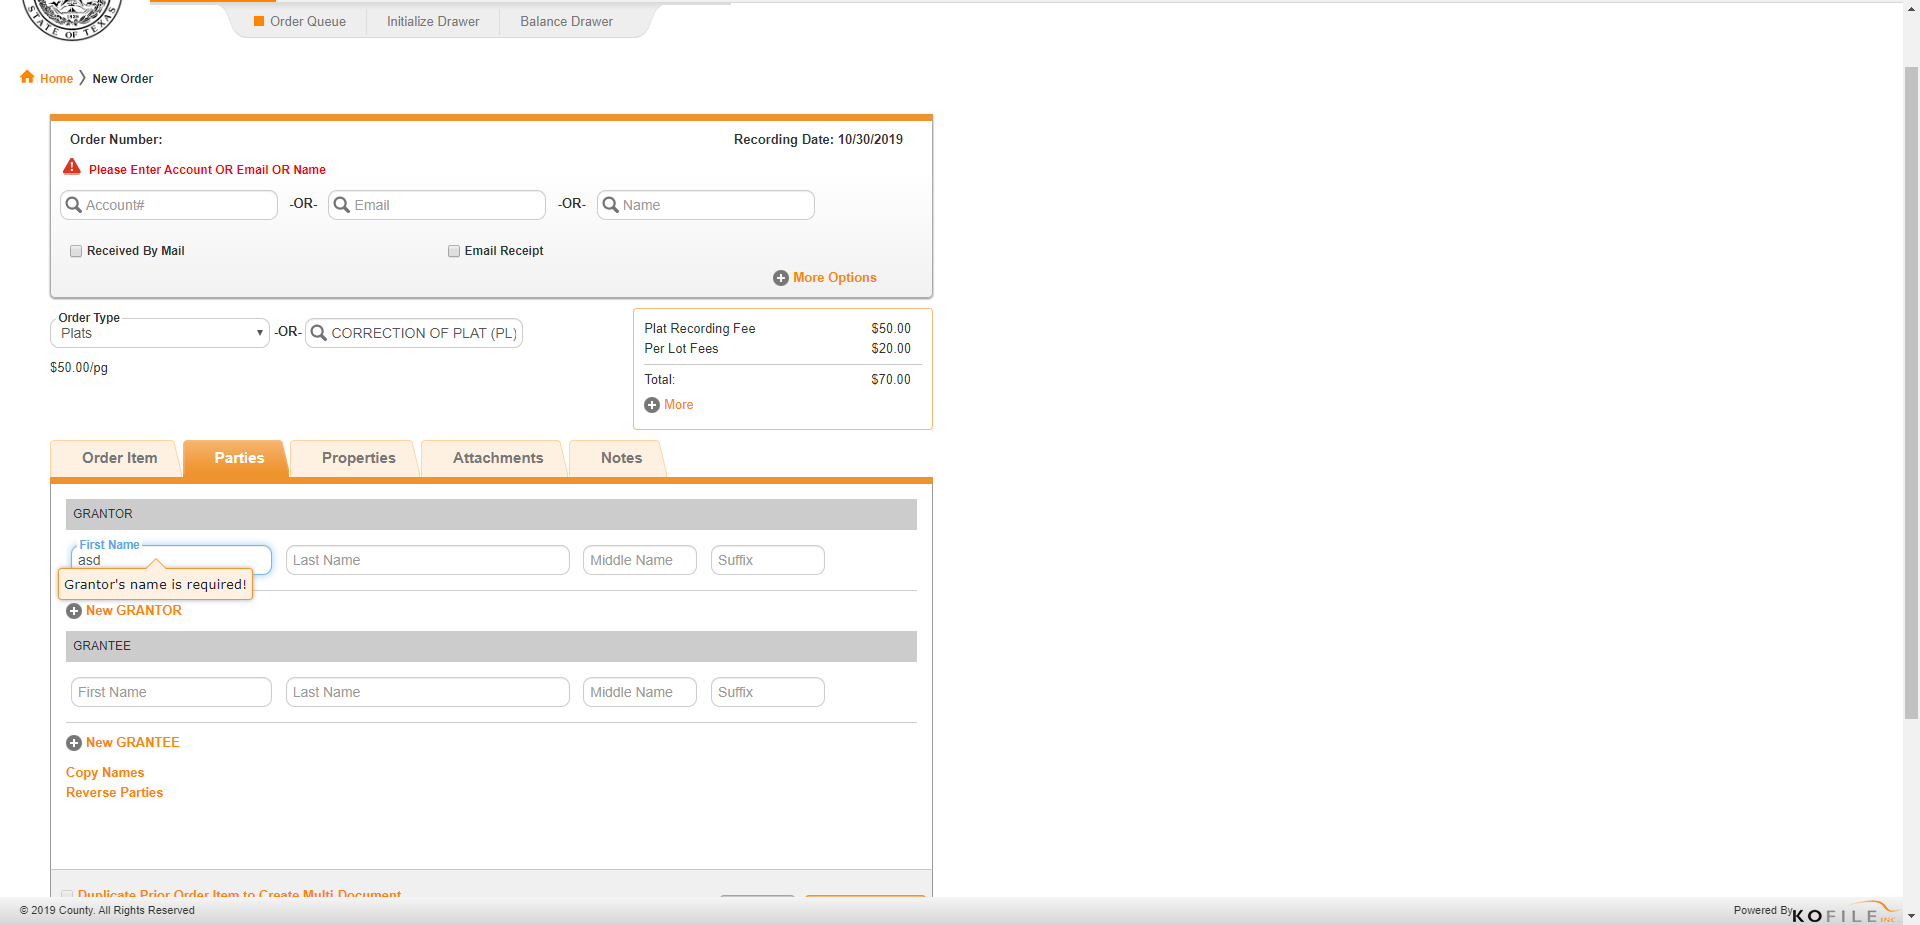 STATE OF TEXAS
Order Queue
Initialize Drawer
Balance Drawer
Home
New Order
Order Number:
Recording Date: 10/30/2019
Please Enter Account OR Email OR Name
Account#
-OR-
Email
-OR-
Name
Received By Mail
Email Receipt
More Options
Order Type
Plats
-OR-
CORRECTION OF PLAT (PL)
$50.00/pg
Plat Recording Fee $50.00
Per Lot Fees $20.00
Total: $70.00
More
Order Item
Parties
Properties
Attachments
Notes
GRANTOR
First Name
asd
Last Name
Middle Name
Suffix
Grantor's name is required!
New GRANTOR
GRANTEE
First Name
Last Name
Middle Name
Suffix
New GRANTEE
Copy Names
Reverse Parties
Duplicate Prior Order Item to Create Multi Document
© 2019 County. All Rights Reserved
Powered By
KOFILE INC.